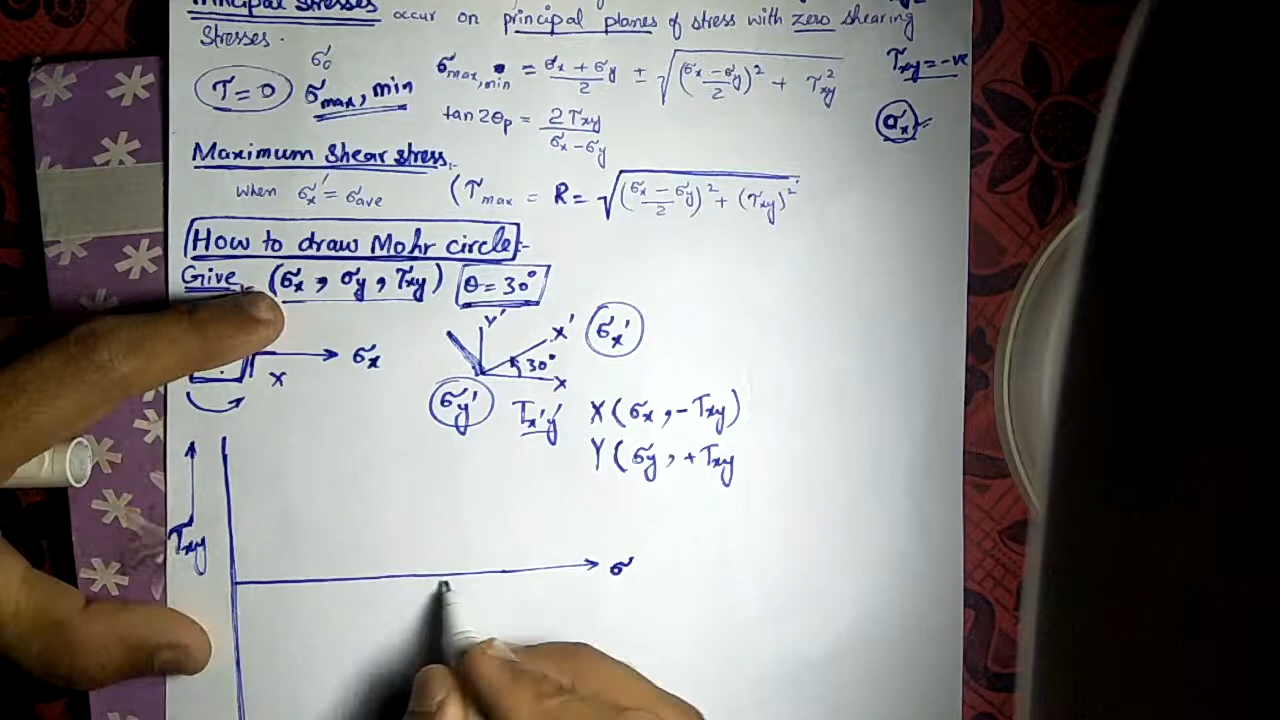 Principal Stresses occur on principal planes of stress with zero shearing
Stresses.
σ₀
τ = 0 σmax, min
σmax, min = (σx + σy)/2 ± √(((σx - σy)/2)² + τxy²)
τxy = -ve
σx'
tan 2θp = 2τxy/(σx - σy)
Maximum Shear stress:-
when σx' = σave (τmax = R = √(((σx - σy)/2)² + (τxy)²)
How to draw Mohr circle:-
Give (σx, σy, τxy) θ = 30°
Y' X' σx'
σx 30°
X X
σy' τx'y' X(σx, -τxy)
Y(σy, +τxy
τxy
σ